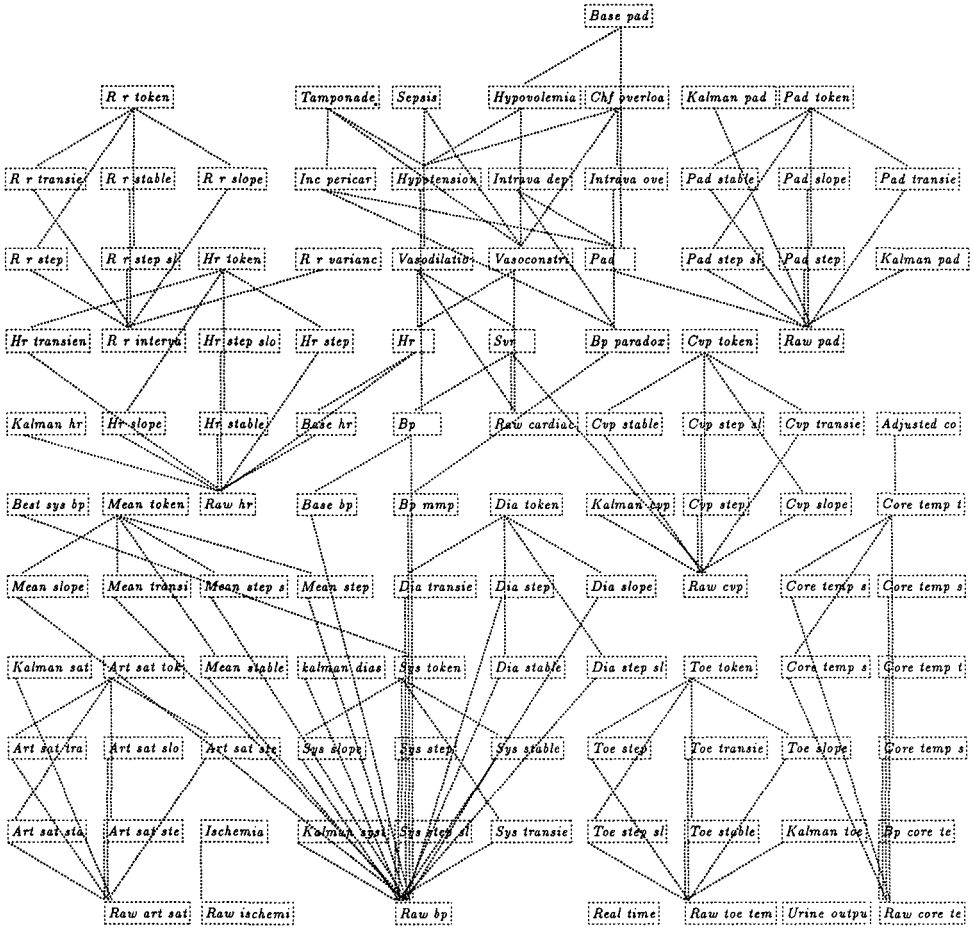 Base pad
R r token
Tamponade
Sepsis
Hypovolemia
Chf overloa
Kalman pad
Pad token
R r transie
R r stable
R r slope
Inc pericar
Hypotension
Intrava dep
Intrava ove
Pad stable
Pad slope
Pad transie
R r step
R r step sl
Hr token
R r varianc
Vasodilatio
Vasoconstri
Pad
Pad step sl
Pad step
Kalman pad
Hr transien
R r interva
Hr step slo
Hr step
Hr
Svr
Bp paradox
Cvp token
Raw pad
Kalman hr
Hr slope
Hr stable
Base hr
Bp
Raw cardiac
Cvp stable
Cvp step sl
Cvp transie
Adjusted co
Best sys bp
Mean token
Raw hr
Base bp
Bp mmp
Dia token
Kalman cvp
Cvp step
Cvp slope
Core temp t
Mean slope
Mean transi
Mean step s
Mean step
Dia transie
Dia step
Dia slope
Raw cvp
Core temp s
Core temp s
Kalman sat
Art sat tok
Mean stable
kalman dias
Sys token
Dia stable
Dia step sl
Toe token
Core temp s
Core temp t
Art sat tra
Art sat slo
Art sat ste
Sys slope
Sys step
Sys stable
Toe step
Toe transie
Toe slope
Core temp s
Art sat sta
Art sat ste
Ischemia
Kalman syst
Sys step sl
Sys transie
Toe step sl
Toe stable
Kalman toe
Bp core te
Raw art sat
Raw ischemi
Raw bp
Real time
Raw toe tem
Urine outpu
Raw core te